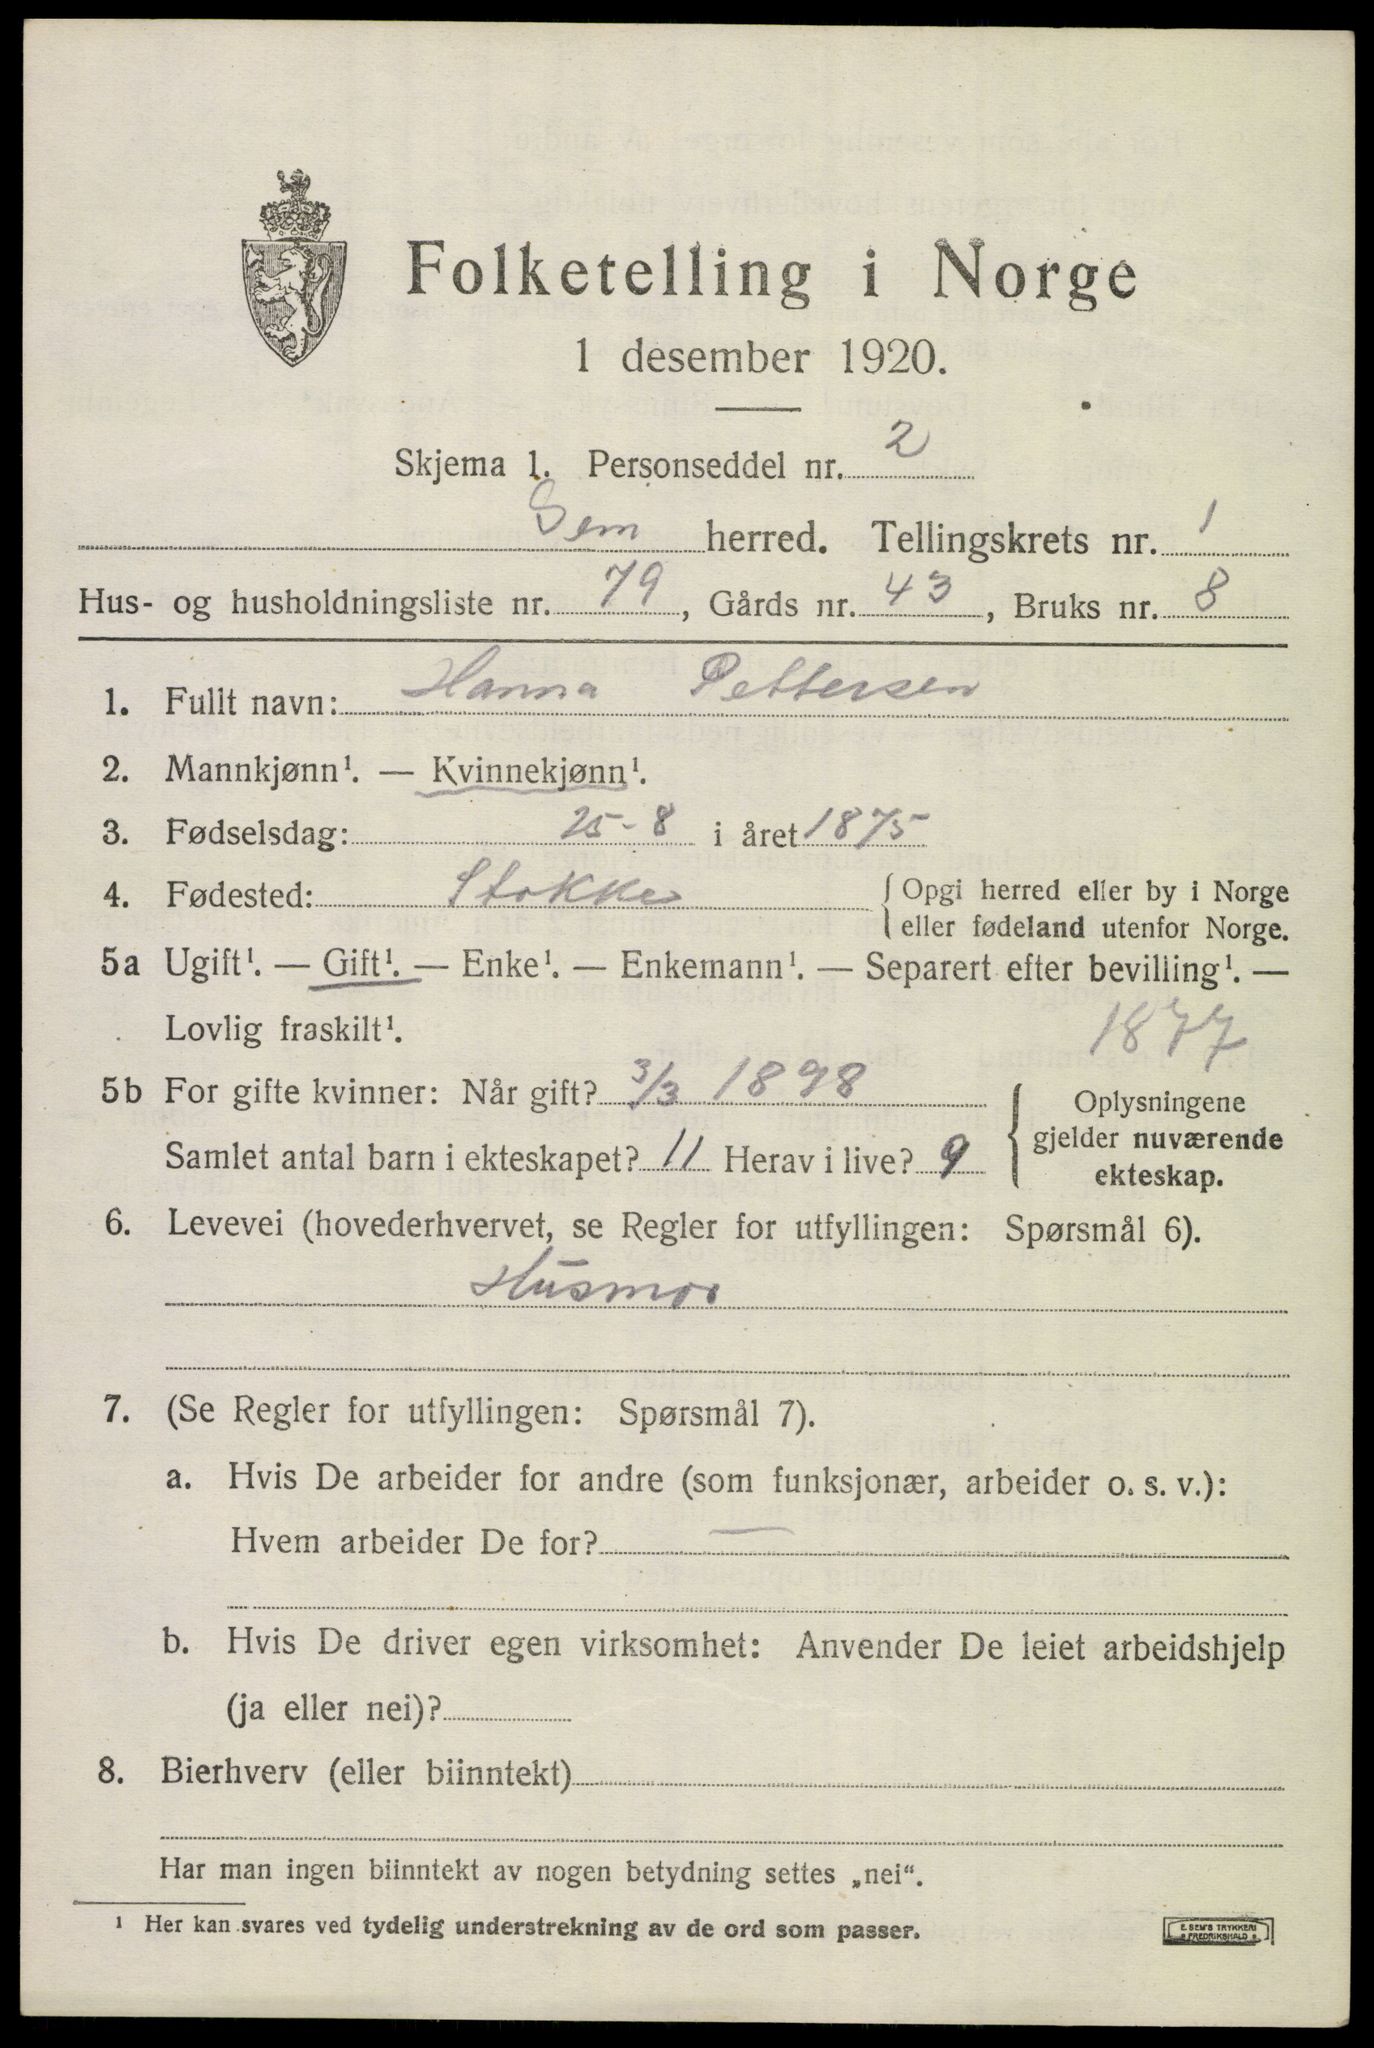 Folketelling i Norge
1 desember 1920.
Skjema 1. Personseddel nr. 2
Sem herred. Tellingskrets nr. 1
Hus- og husholdningsliste nr. 79, Gårds nr. 43, Bruks nr. 8
1. Fullt navn: Hanna Pettersen
2. Mannkjønn¹. — Kvinnekjønn¹.
3. Fødselsdag: 25-8 i året 1875
4. Fødested: Stokke { Opgi herred eller by i Norge
eller fødeland utenfor Norge.
5a Ugift¹. — Gift¹. — Enke¹. — Enkemann¹. — Separert efter bevilling¹. —
Lovlig fraskilt¹. 1877
5b For gifte kvinner: Når gift? 3/3 1898
Samlet antal barn i ekteskapet? 11 Herav i live? 9
{ Oplysningene
gjelder nuværende
ekteskap.
6. Levevei (hovederhvervet, se Regler for utfyllingen: Spørsmål 6).
Husmor
7. (Se Regler for utfyllingen: Spørsmål 7).
a. Hvis De arbeider for andre (som funksjonær, arbeider o. s. v.):
Hvem arbeider De for? —
b. Hvis De driver egen virksomhet: Anvender De leiet arbeidshjelp
(ja eller nei)?
8. Bierhverv (eller biinntekt)
Har man ingen biinntekt av nogen betydning settes „nei“.
¹ Her kan svares ved tydelig understrekning av de ord som passer.
E. SEM'S TRYKKERI
FREDRIKSHALD